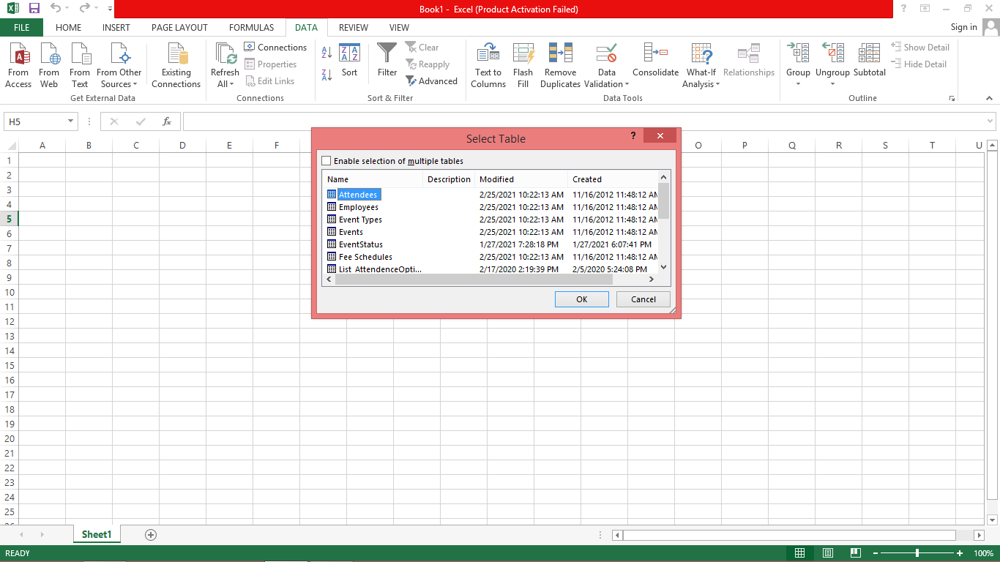 Book1 - Excel (Product Activation Failed)
FILE HOME INSERT PAGE LAYOUT FORMULAS DATA REVIEW VIEW Sign in
From Access
From Web
From Text
From Other Sources
Existing Connections
Get External Data
Refresh All
Connections
Properties
Edit Links
Connections
Sort
Filter
Clear
Reapply
Advanced
Sort & Filter
Text to Columns
Flash Fill
Remove Duplicates
Data Validation
Consolidate
What-If Analysis
Relationships
Data Tools
Group
Ungroup
Subtotal
Show Detail
Hide Detail
Outline
H5
fx
A B C D E F O P Q R S T U
1
2
3
4
5
6
7
8
9
10
11
12
13
14
15
16
17
18
19
20
21
22
23
24
25
26
Select Table
Enable selection of multiple tables
Name Description Modified Created
Attendees 2/25/2021 10:22:13 AM 11/16/2012 11:48:12 AM
Employees 2/25/2021 10:22:13 AM 11/16/2012 11:48:12 AM
Event Types 2/25/2021 10:22:13 AM 11/16/2012 11:48:12 AM
Events 2/25/2021 10:22:13 AM 11/16/2012 11:48:12 AM
EventStatus 1/27/2021 7:28:18 PM 1/27/2021 6:07:41 PM
Fee Schedules 2/25/2021 10:22:13 AM 11/16/2012 11:48:12 AM
List_AttendenceOpti... 2/17/2020 2:19:39 PM 2/5/2020 5:24:08 PM
OK Cancel
Sheet1
READY 100%